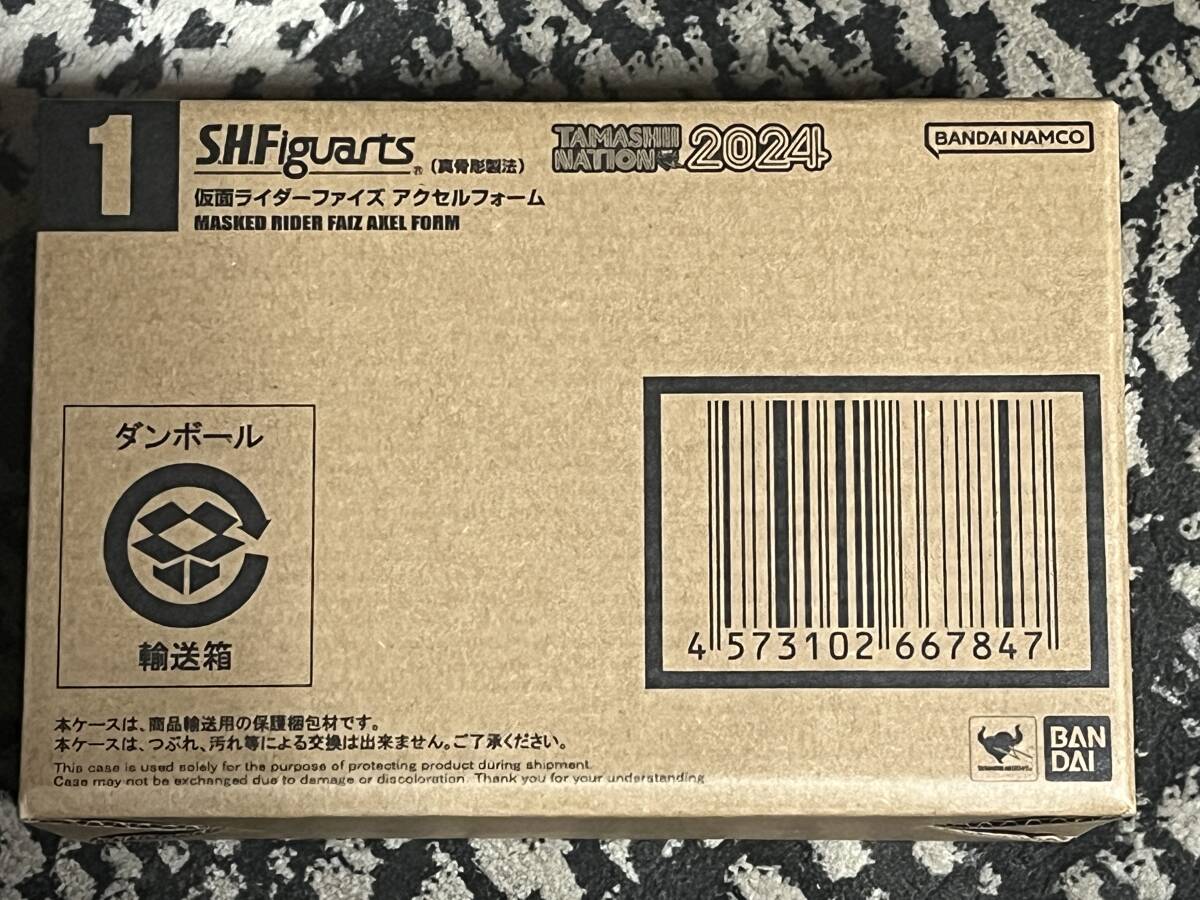 1
S.H.Figuarts® (真骨彫製法)
TAMASHII NATION 2024
BANDAI NAMCO
仮面ライダーファイズ アクセルフォーム
MASKED RIDER FAIZ AXEL FORM
ダンボール
輸送箱
4 573102 667847
本ケースは、商品輸送用の保護梱包材です。
本ケースは、つぶれ、汚れ等による交換は出来ません。ご了承ください。
This case is used solely for the purpose of protecting product during shipment.
Case may not be exchanged due to damage or discoloration. Thank you for your understanding
BAN
DAI